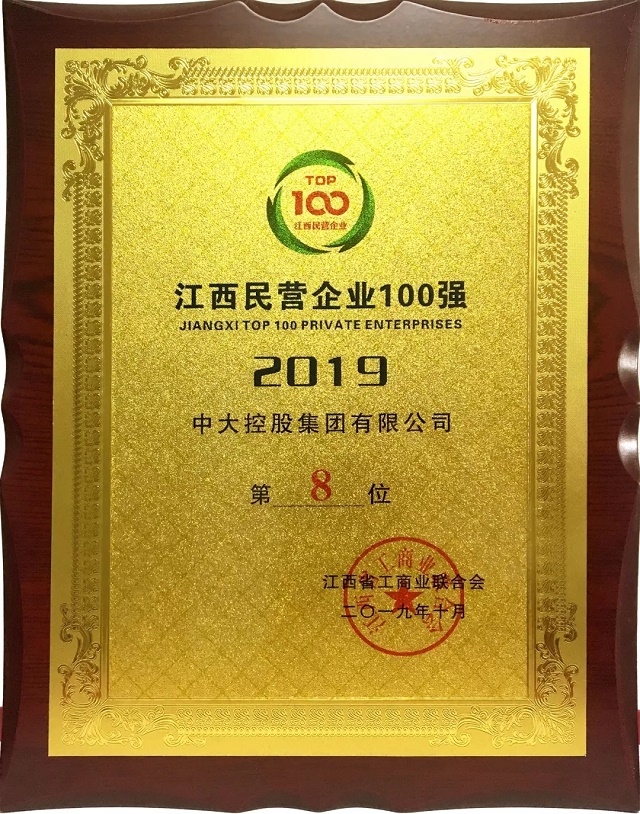 TOP
100
江西民营企业
江西民营企业100强
JIANGXI TOP 100 PRIVATE ENTERPRISES
2019
中大控股集团有限公司
第 8 位
江西省工商业联合会
二〇一九年十月